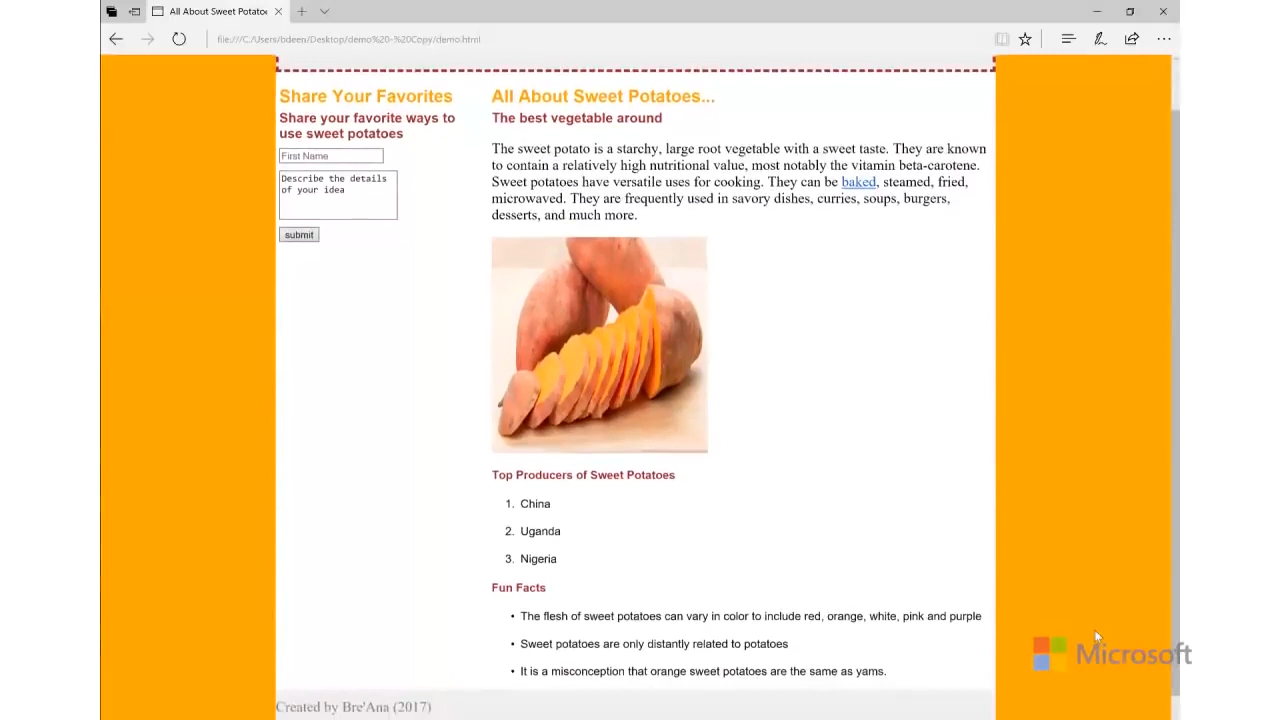 All About Sweet Potatoe
file:///C:/Users/bdeen/Desktop/demo%20-%20Copy/demo.html
Share Your Favorites
Share your favorite ways to
use sweet potatoes
First Name
Describe the details
of your idea
submit
All About Sweet Potatoes...
The best vegetable around
The sweet potato is a starchy, large root vegetable with a sweet taste. They are known
to contain a relatively high nutritional value, most notably the vitamin beta-carotene.
Sweet potatoes have versatile uses for cooking. They can be baked, steamed, fried,
microwaved. They are frequently used in savory dishes, curries, soups, burgers,
desserts, and much more.
Top Producers of Sweet Potatoes
1. China
2. Uganda
3. Nigeria
Fun Facts
• The flesh of sweet potatoes can vary in color to include red, orange, white, pink and purple
• Sweet potatoes are only distantly related to potatoes
• It is a misconception that orange sweet potatoes are the same as yams.
Microsoft
Created by Bre'Ana (2017)